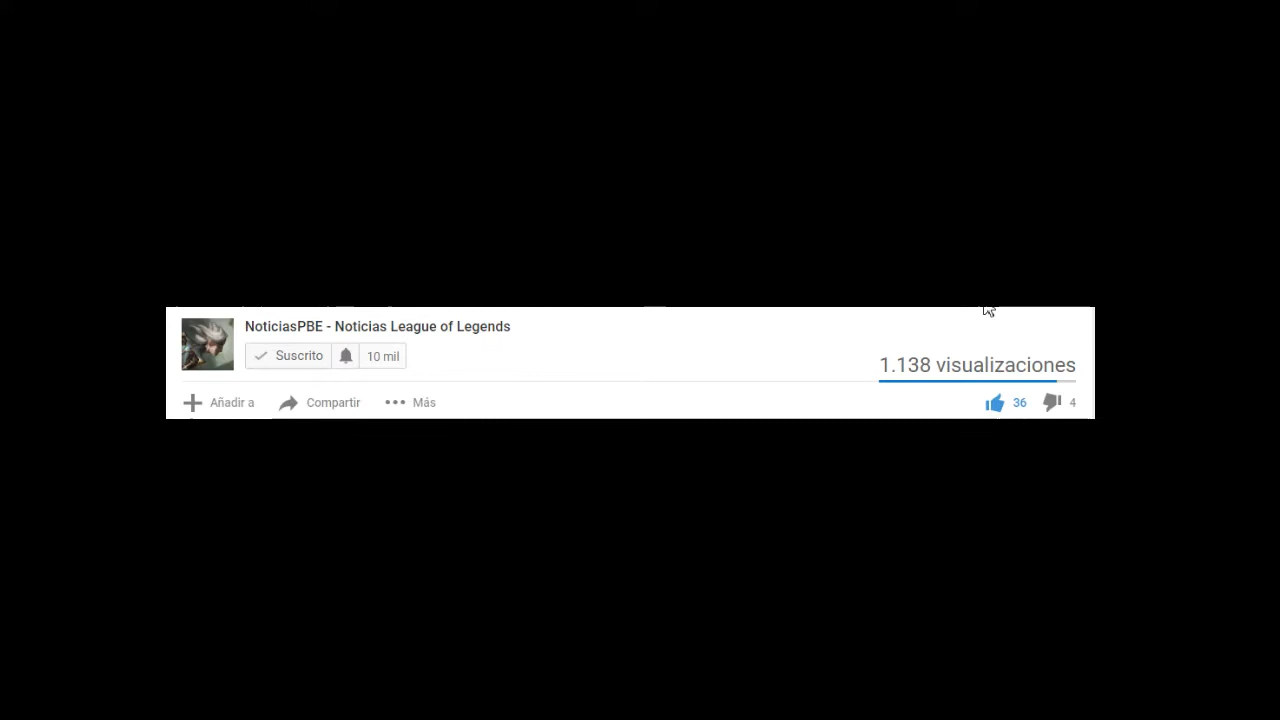 NoticiasPBE - Noticias League of Legends
Suscrito 10 mil
1.138 visualizaciones
Añadir a Compartir Más 36 4